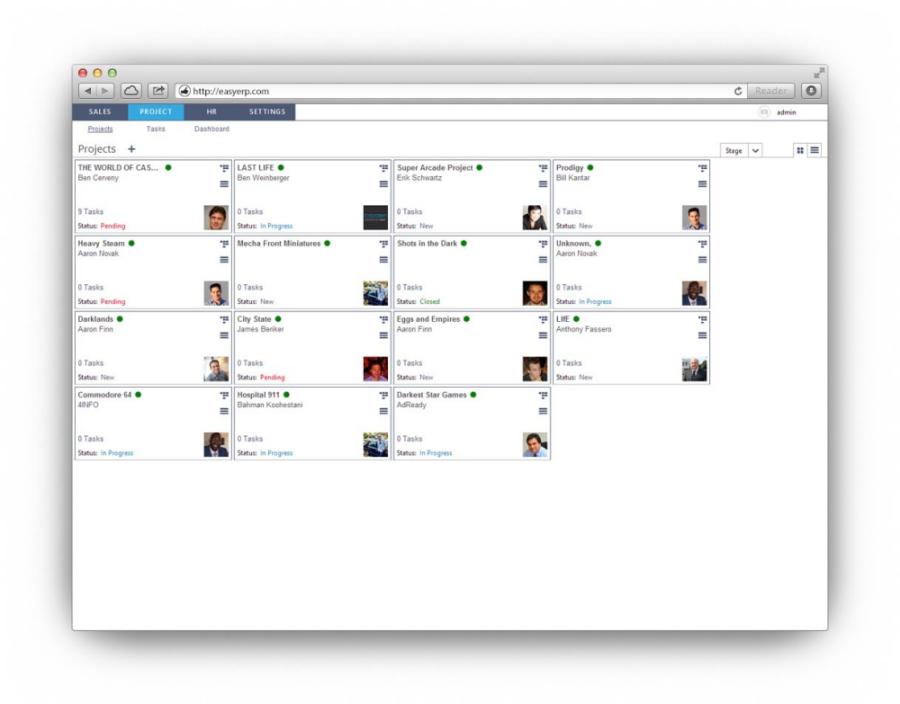 http://easyerp.com
Reader
SALES PROJECT HR SETTINGS
admin
Projects Tasks Dashboard
Projects +
Stage
THE WORLD OF CAS...
Ben Cerveny
9 Tasks
Status: Pending
LAST LIFE
Ben Weinberger
0 Tasks
Status: In Progress
Super Arcade Project
Erik Schwartz
0 Tasks
Status: New
Prodigy
Bill Kantar
0 Tasks
Status: New
Heavy Steam
Aaron Novak
0 Tasks
Status: Pending
Mecha Front Miniatures
0 Tasks
Status: New
Shots in the Dark
0 Tasks
Status: Closed
Unknown,
Aaron Novak
0 Tasks
Status: In Progress
Darklands
Aaron Finn
0 Tasks
Status: New
City State
James Beriker
0 Tasks
Status: Pending
Eggs and Empires
Aaron Finn
0 Tasks
Status: New
LIfE
Anthony Fassero
0 Tasks
Status: New
Commodore 64
4INFO
0 Tasks
Status: In Progress
Hospital 911
Bahman Koohestani
0 Tasks
Status: In Progress
Darkest Star Games
AdReady
0 Tasks
Status: In Progress